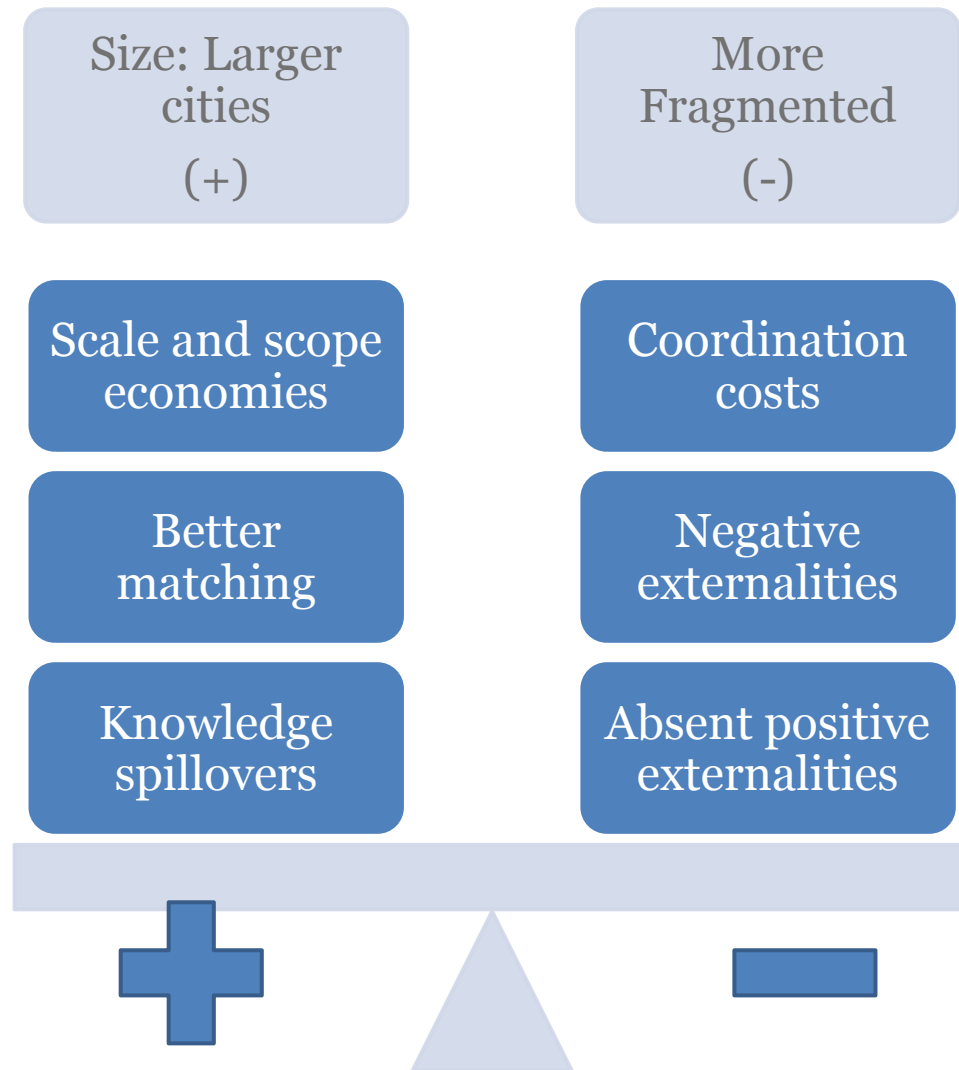 Size: Larger
cities
(+)
More
Fragmented
(-)
Scale and scope
economies
Coordination
costs
Better
matching
Negative
externalities
Knowledge
spillovers
Absent positive
externalities